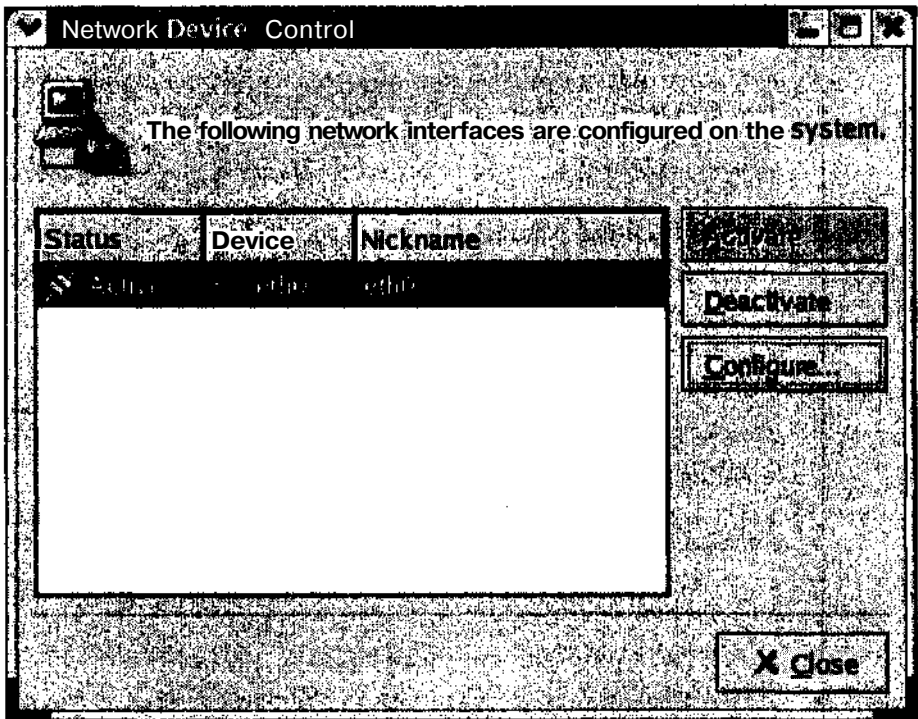 Network Device Control
The following network interfaces are configured on the system.
Status Device Nickname
Activate
eth0
Deactivate
Configure...
Close